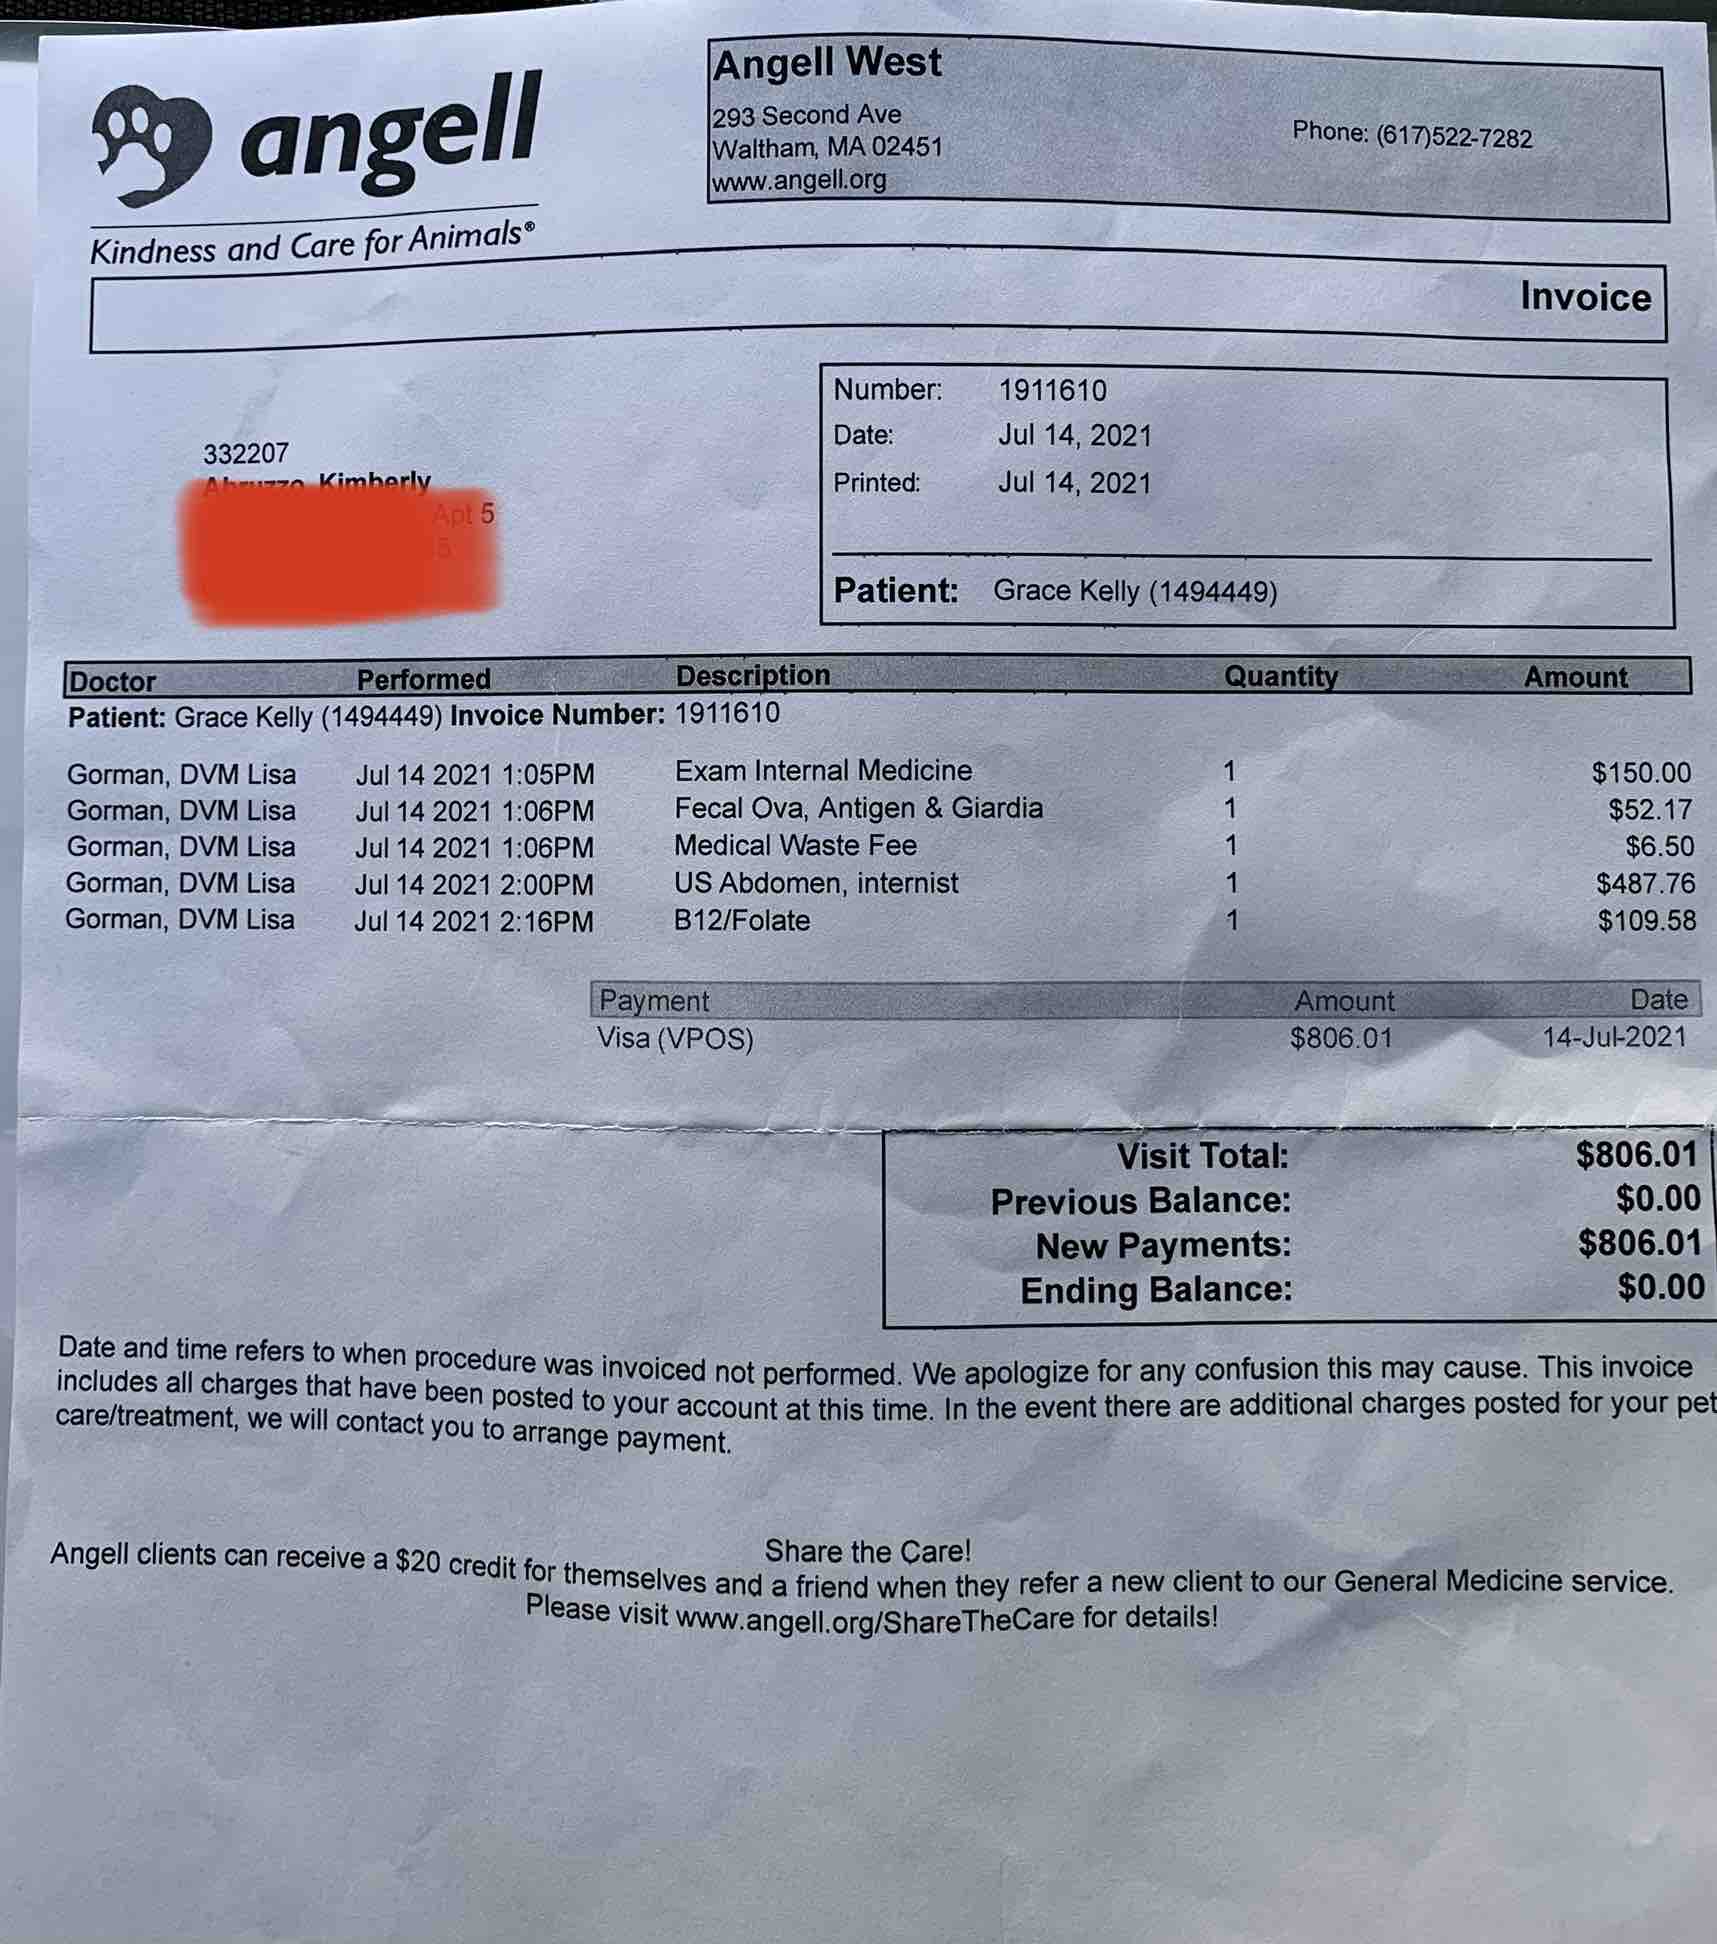 angell
Kindness and Care for Animals®
Angell West
293 Second Ave
Waltham, MA 02451
www.angell.org
Phone: (617)522-7282
Invoice
Number: 1911610
Date: Jul 14, 2021
Printed: Jul 14, 2021
Patient: Grace Kelly (1494449)
332207
Kimberly
Apt 5
5
Doctor Performed Description Quantity Amount
Patient: Grace Kelly (1494449) Invoice Number: 1911610
Gorman, DVM Lisa Jul 14 2021 1:05PM Exam Internal Medicine 1 $150.00
Gorman, DVM Lisa Jul 14 2021 1:06PM Fecal Ova, Antigen & Giardia 1 $52.17
Gorman, DVM Lisa Jul 14 2021 1:06PM Medical Waste Fee 1 $6.50
Gorman, DVM Lisa Jul 14 2021 2:00PM US Abdomen, internist 1 $487.76
Gorman, DVM Lisa Jul 14 2021 2:16PM B12/Folate 1 $109.58
Payment Amount Date
Visa (VPOS) $806.01 14-Jul-2021
Visit Total: $806.01
Previous Balance: $0.00
New Payments: $806.01
Ending Balance: $0.00
Date and time refers to when procedure was invoiced not performed. We apologize for any confusion this may cause. This invoice
includes all charges that have been posted to your account at this time. In the event there are additional charges posted for your pet
care/treatment, we will contact you to arrange payment.
Share the Care!
Angell clients can receive a $20 credit for themselves and a friend when they refer a new client to our General Medicine service.
Please visit www.angell.org/ShareTheCare for details!